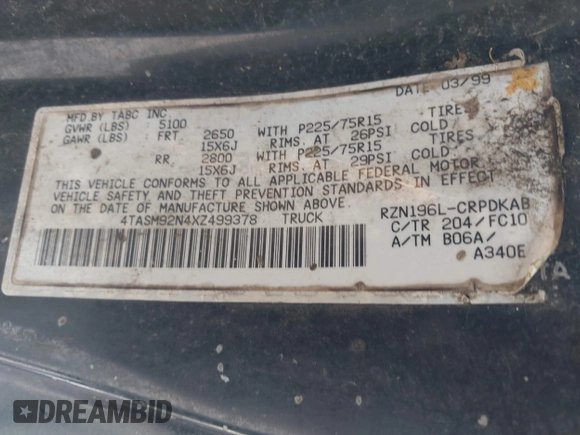 DATE 03/99
MFD.BY TABC INC
GVWR (LBS) 5100
GAWR (LBS) FRT. 2650 WITH P225/75R15 TIRES
15X6J RIMS. AT 26PSI COLD.
RR. 2800 WITH P225/75R15 TIRES
15X6J RIMS. AT 29PSI COLD.
THIS VEHICLE CONFORMS TO ALL APPLICABLE FEDERAL MOTOR
VEHICLE SAFETY AND THEFT PREVENTION STANDARDS IN EFFECT
ON THE DATE OF MANUFACTURE SHOWN ABOVE.
4TASM92N4XZ499378 TRUCK
RZN196L-CRPDKAB
C/TR 204/FC10
A/TM B06A/
A340E
TA
DREAMBID